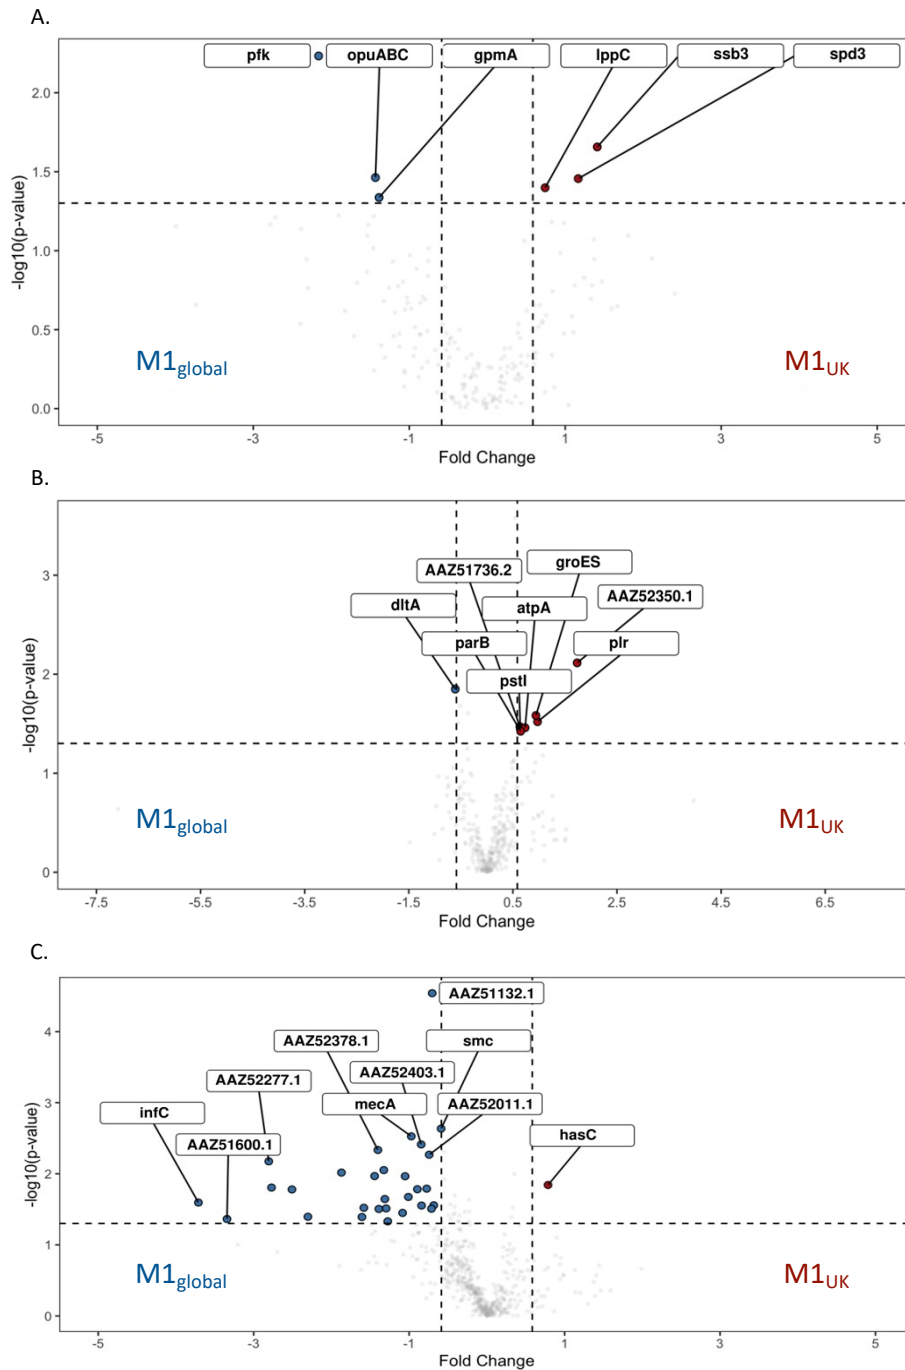 A.
pfk opuABC gpmA lppC ssb3 spd3
2.0
1.5
1.0
0.5
0.0
-log10(p-value)
M1global M1UK
-5 -3 -1 1 3 5
Fold Change
B.
groES
AAZ51736.2
AAZ52350.1
dltA atpA
parB plr
pstI
3
2
1
0
-log10(p-value)
M1global M1UK
-7.5 -5.5 -3.5 -1.5 0.5 2.5 4.5 6.5
Fold Change
C.
AAZ51132.1
AAZ52378.1 smc
AAZ52403.1
AAZ52277.1
mecA AAZ52011.1
infC
hasC
AAZ51600.1
4
3
2
1
0
-log10(p-value)
M1global M1UK
-5 -3 -1 1 3 5
Fold Change